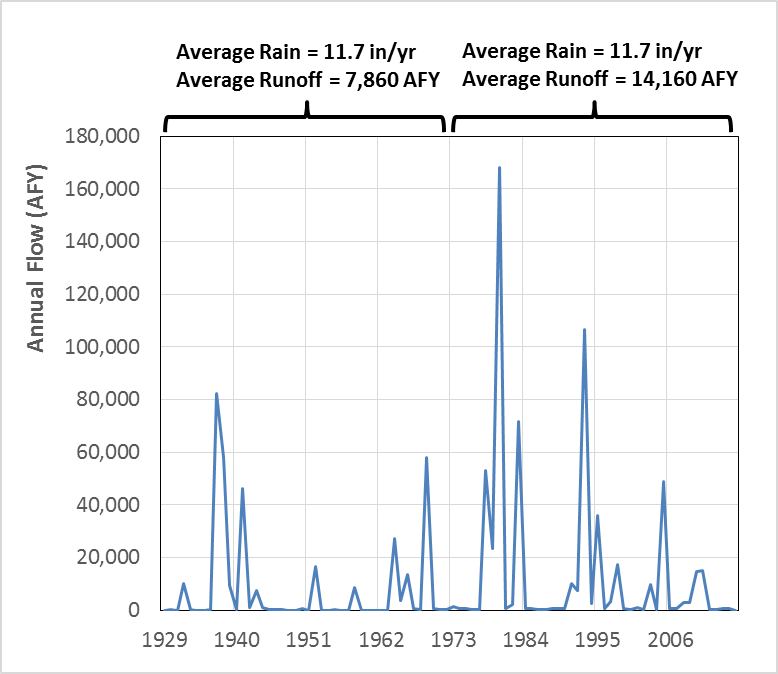 Average Rain = 11.7 in/yr
Average Runoff = 7,860 AFY
Average Rain = 11.7 in/yr
Average Runoff = 14,160 AFY
Annual Flow (AFY)
180,000
160,000
140,000
120,000
100,000
80,000
60,000
40,000
20,000
0
1929 1940 1951 1962 1973 1984 1995 2006